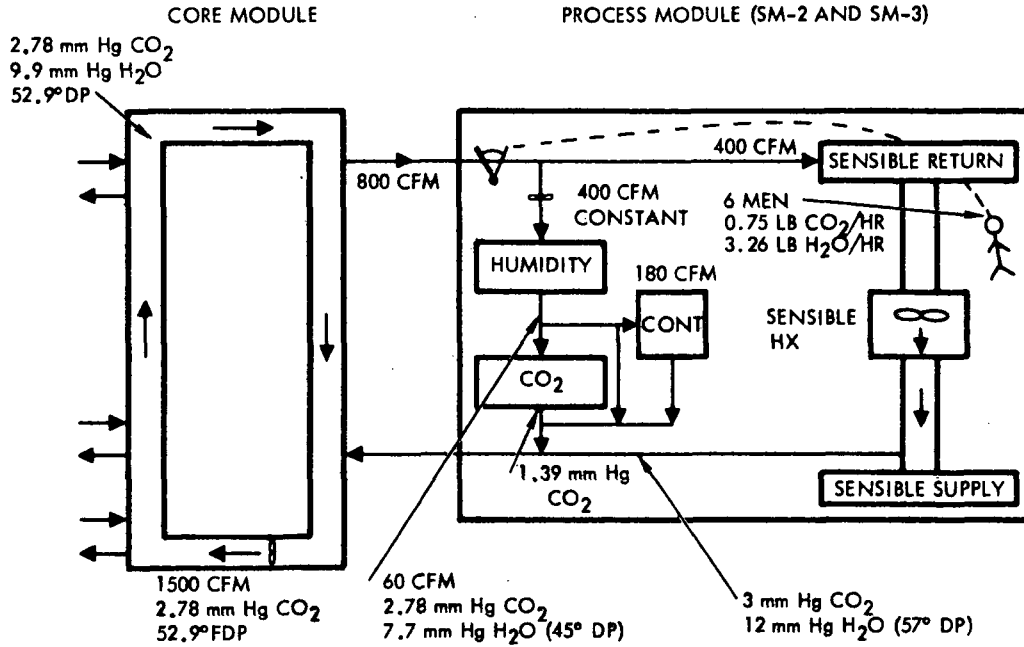 CORE MODULE
PROCESS MODULE (SM-2 AND SM-3)
2.78 mm Hg CO2
9.9 mm Hg H2O
52.9° DP
800 CFM
400 CFM
SENSIBLE RETURN
400 CFM
CONSTANT
6 MEN
0.75 LB CO2/HR
3.26 LB H2O/HR
HUMIDITY
180 CFM
CONT
SENSIBLE
HX
CO2
1.39 mm Hg
CO2
SENSIBLE SUPPLY
1500 CFM
2.78 mm Hg CO2
52.9°FDP
60 CFM
2.78 mm Hg CO2
7.7 mm Hg H2O (45° DP)
3 mm Hg CO2
12 mm Hg H2O (57° DP)